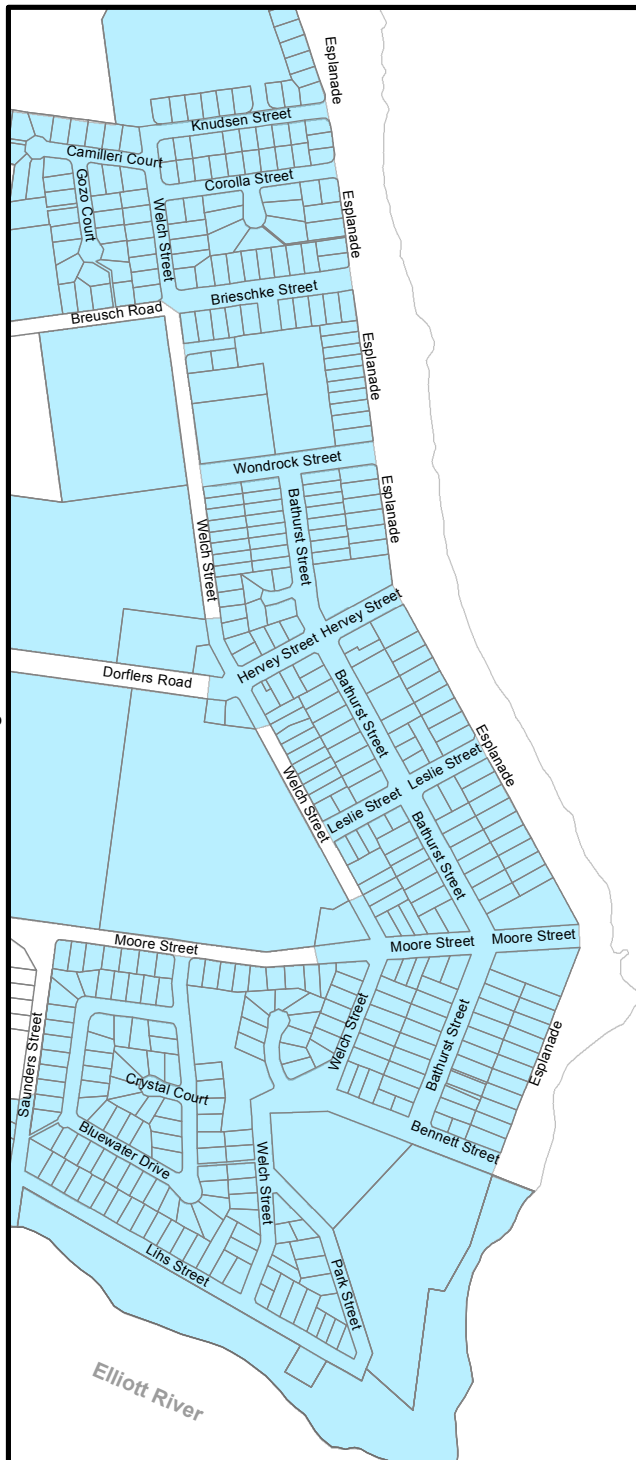 Esplanade
Knudsen Street
Camilleri Court
Corolla Street
Gozo Court
Welch Street
Esplanade
Brieschke Street
Breusch Road
Esplanade
Wondrock Street
Bathurst Street
Esplanade
Welch Street
Hervey Street
Hervey Street
Dorflers Road
Bathurst Street
Esplanade
Leslie Street
Leslie Street
Welch Street
Bathurst Street
Moore Street
Moore Street
Moore Street
Welch Street
Bathurst Street
Esplanade
Saunders Street
Crystal Court
Bluewater Drive
Bennett Street
Welch Street
Lihs Street
Park Street
Elliott River